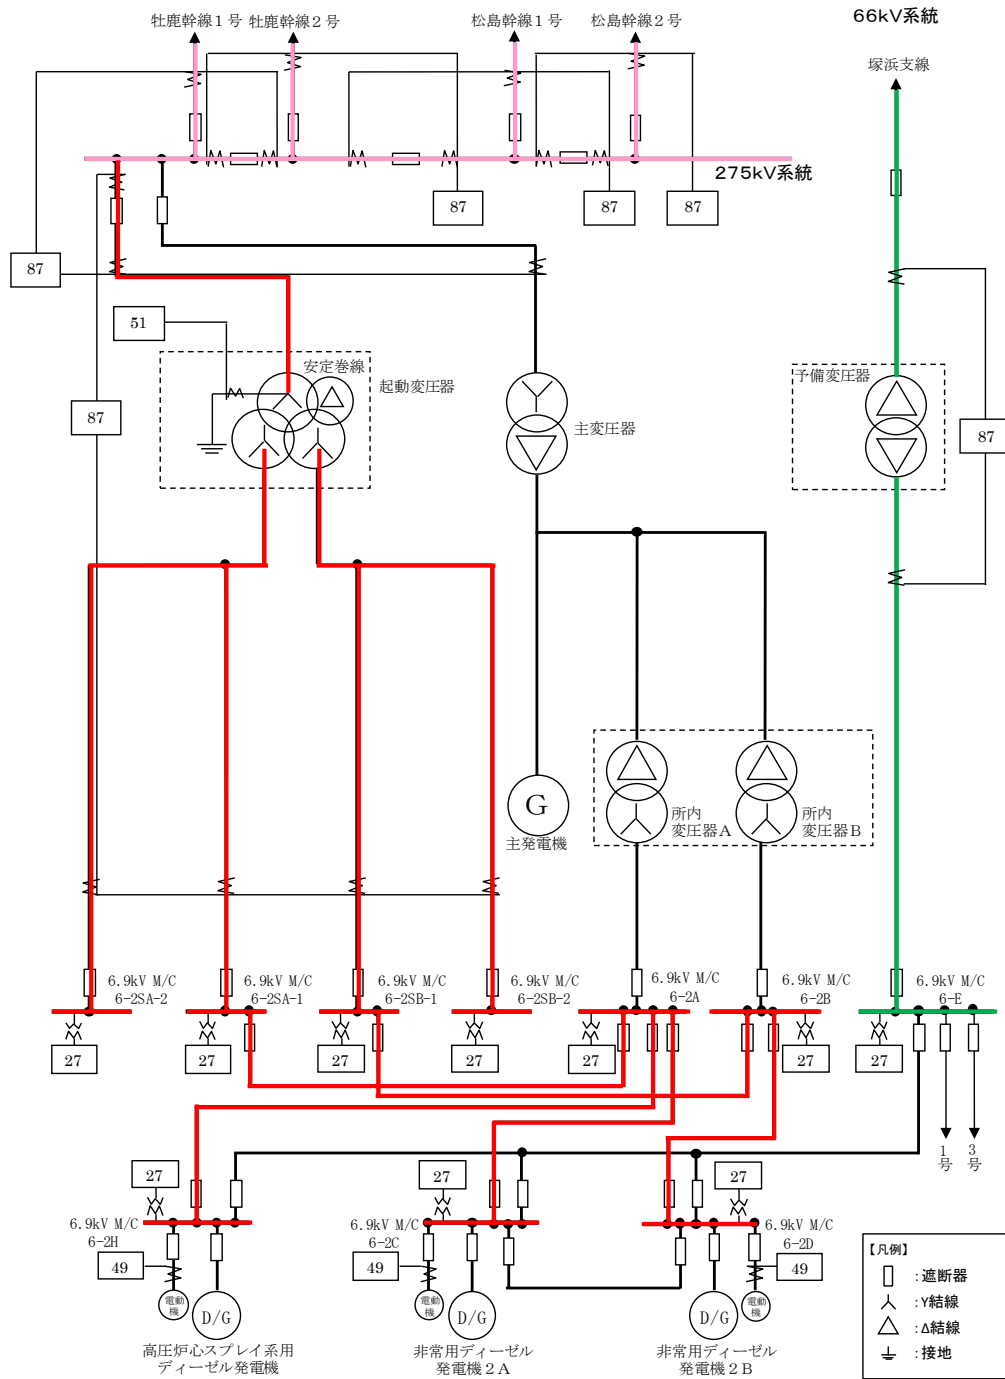 牡鹿幹線1号
牡鹿幹線2号
松島幹線1号
松島幹線2号
66kV系統
塚浜支線
275kV系統
87
87
87
87
51
安定巻線
起動変圧器
予備変圧器
主変圧器
87
87
G
主発電機
所内
変圧器A
所内
変圧器B
6.9kV M/C
6-2SA-2
6.9kV M/C
6-2SA-1
6.9kV M/C
6-2SB-1
6.9kV M/C
6-2SB-2
6.9kV M/C
6-2A
6.9kV M/C
6-2B
6.9kV M/C
6-E
27
27
27
27
27
27
27
1号
3号
27
27
27
6.9kV M/C
6-2H
6.9kV M/C
6-2C
6.9kV M/C
6-2D
49
49
49
電動機
D/G
電動機
D/G
D/G
電動機
高圧炉心スプレイ系用
ディーゼル発電機
非常用ディーゼル
発電機2A
非常用ディーゼル
発電機2B
【凡例】
:遮断器
:Y結線
:Δ結線
:接地